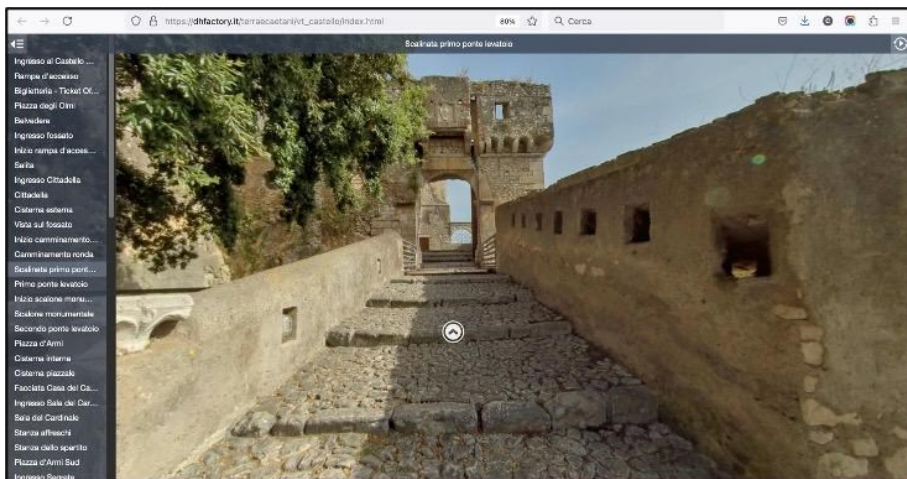 https://dhfactory.it/terraecaetani/vt_castello/index.html
80%
Cerca
Scalinata primo ponte levatoio
Ingresso al Castello ...
Rampa d'accesso
Biglietteria - Ticket Of...
Piazza degli Olmi
Belvedere
Ingresso fossato
Inizio rampa d'acces...
Salita
Ingresso Cittadella
Cittadella
Cisterna esterna
Vista sul fossato
Inizio camminamento...
Camminamento ronda
Scalinata primo pont...
Primo ponte levatoio
Inizio scalone monu...
Scalone monumentale
Secondo ponte levatoio
Piazza d'Armi
Cisterna interna
Cisterna piazzale
Facciata Casa del Ca...
Ingresso Sala del Car...
Sala del Cardinale
Stanza affreschi
Stanza dello spartito
Piazza d'Armi Sud
Ingresso Segrete